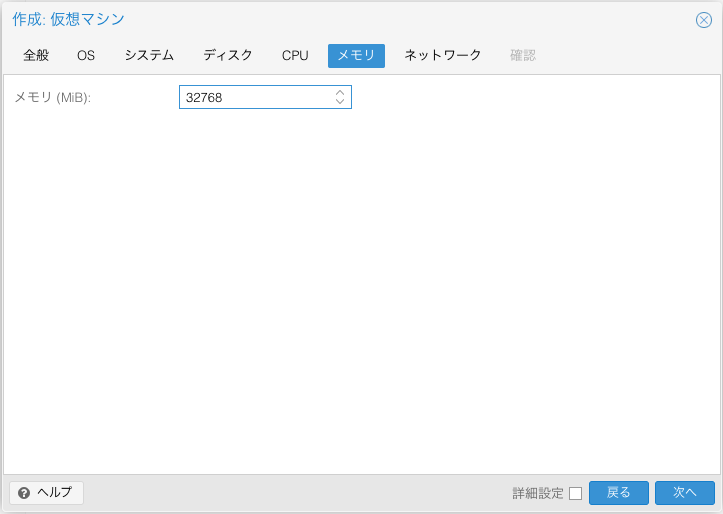 作成: 仮想マシン
全般 OS システム ディスク CPU メモリ ネットワーク 確認
メモリ (MiB): 32768
ヘルプ 詳細設定 戻る 次へ